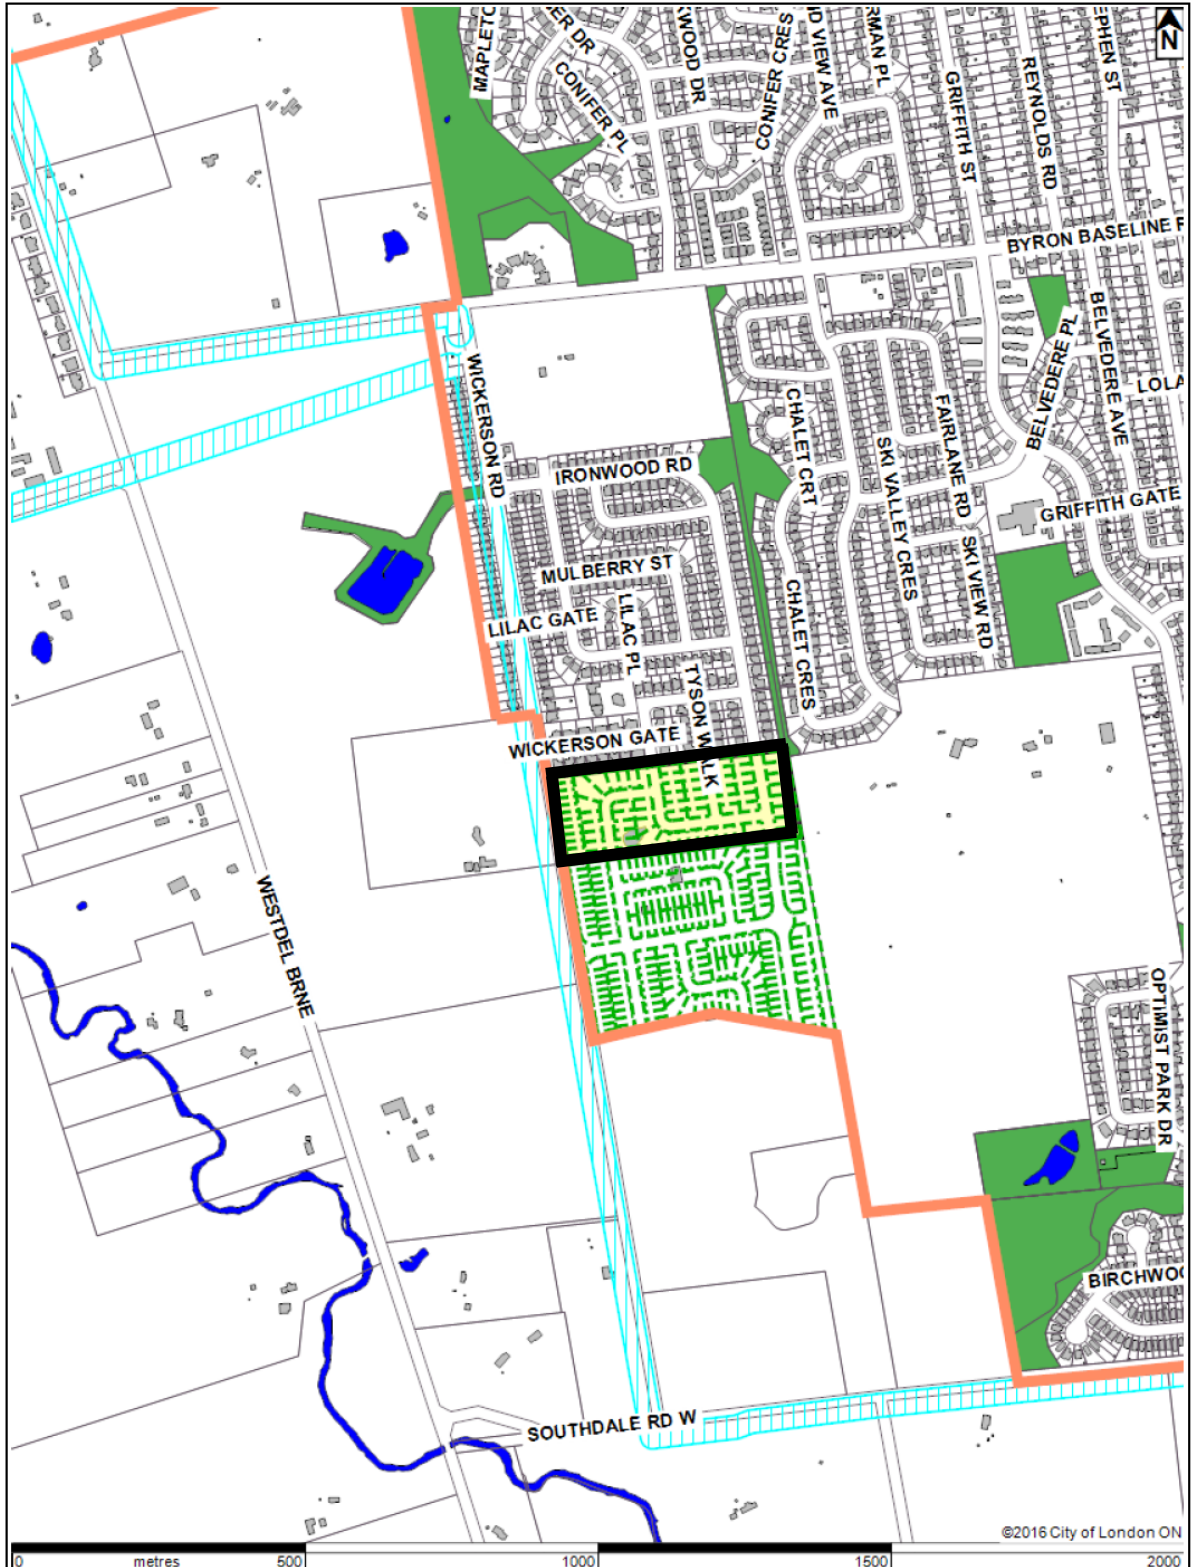 N
CONIFER PL
CONIFER CRES
GRIFFITH ST
REYNOLDS RD
BYRON BASELINE
WICKERSON RD
IRONWOOD RD
CHALET CRT
SKI VALLEY CRES
FAIRLANE RD
BELVEDERE PL
BELVEDERE AVE
GRIFFITH GATE
SKI VIEW RD
MULBERRY ST
LILAC GATE
LILAC PL
CHALET CRES
TYSON WALK
WICKERSON GATE
WESTDEL BRNE
OPTIMIST PARK DR
SOUTHDALE RD W
©2016 City of London ON
0 metres 500 1000 1500 2000